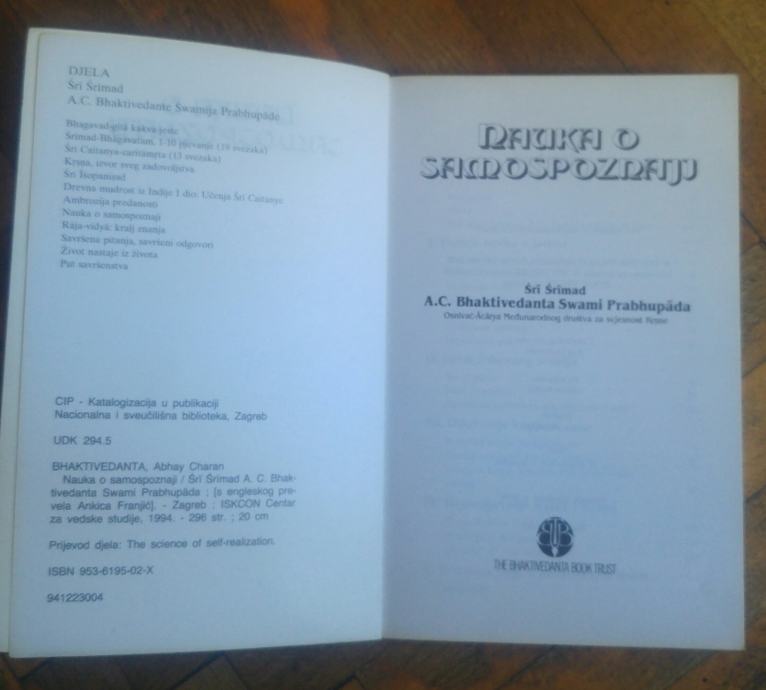 DJELA
Śrī Śrīmad
A.C. Bhaktivedante Swamija Prabhupāde
Bhagavad-gītā kakva jeste
Śrīmad-Bhāgavatam, 1-10 pjevanje (18 svezaka)
Śrī Caitanya-caritāmṛta (13 svezaka)
Kṛṣṇa, izvor sveg zadovoljstva
Śrī Īśopaniṣad
Drevna mudrost iz Indije I dio: Učenja Śrī Caitanye
Ambrozija predanosti
Nauka o samospoznaji
Rāja-vidyā: kralj znanja
Savršena pitanja, savršeni odgovori
Život nastaje iz života
Put savršenstva
CIP - Katalogizacija u publikaciji
Nacionalna i sveučilišna biblioteka, Zagreb
UDK 294.5
BHAKTIVEDANTA, Abhay Charan
Nauka o samospoznaji / Śrī Śrīmad A. C. Bhak-
tivedanta Swami Prabhupāda ; [s engleskog pre-
vela Ankica Franjić]. - Zagreb ; ISKCON Centar
za vedske studije, 1994. - 296 str. ; 20 cm
Prijevod djela: The science of self-realization.
ISBN 953-6195-02-X
941223004
NAUKA O
SAMOSPOZNAJI
Śrī Śrīmad
A.C. Bhaktivedanta Swami Prabhupāda
Osnivač-Ācārya Međunarodnog društva za svjesnost Kṛṣṇe
BBT
THE BHAKTIVEDANTA BOOK TRUST